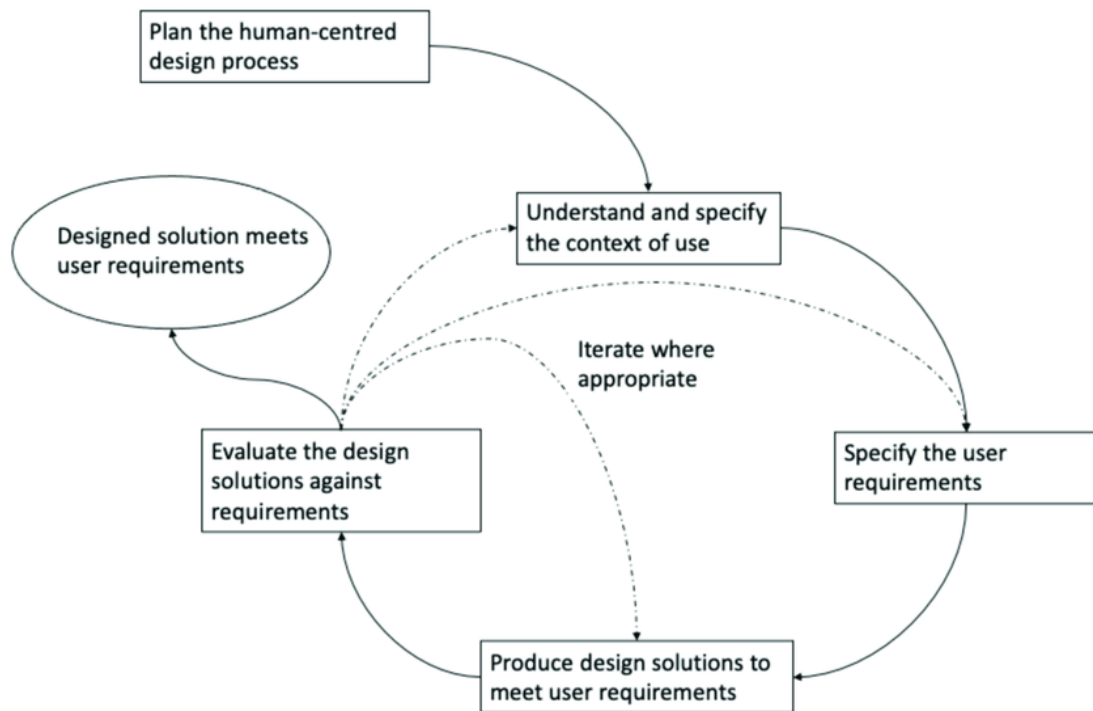 Plan the human-centred
design process
Understand and specify
the context of use
Designed solution meets
user requirements
Iterate where
appropriate
Evaluate the design
solutions against
requirements
Specify the user
requirements
Produce design solutions to
meet user requirements